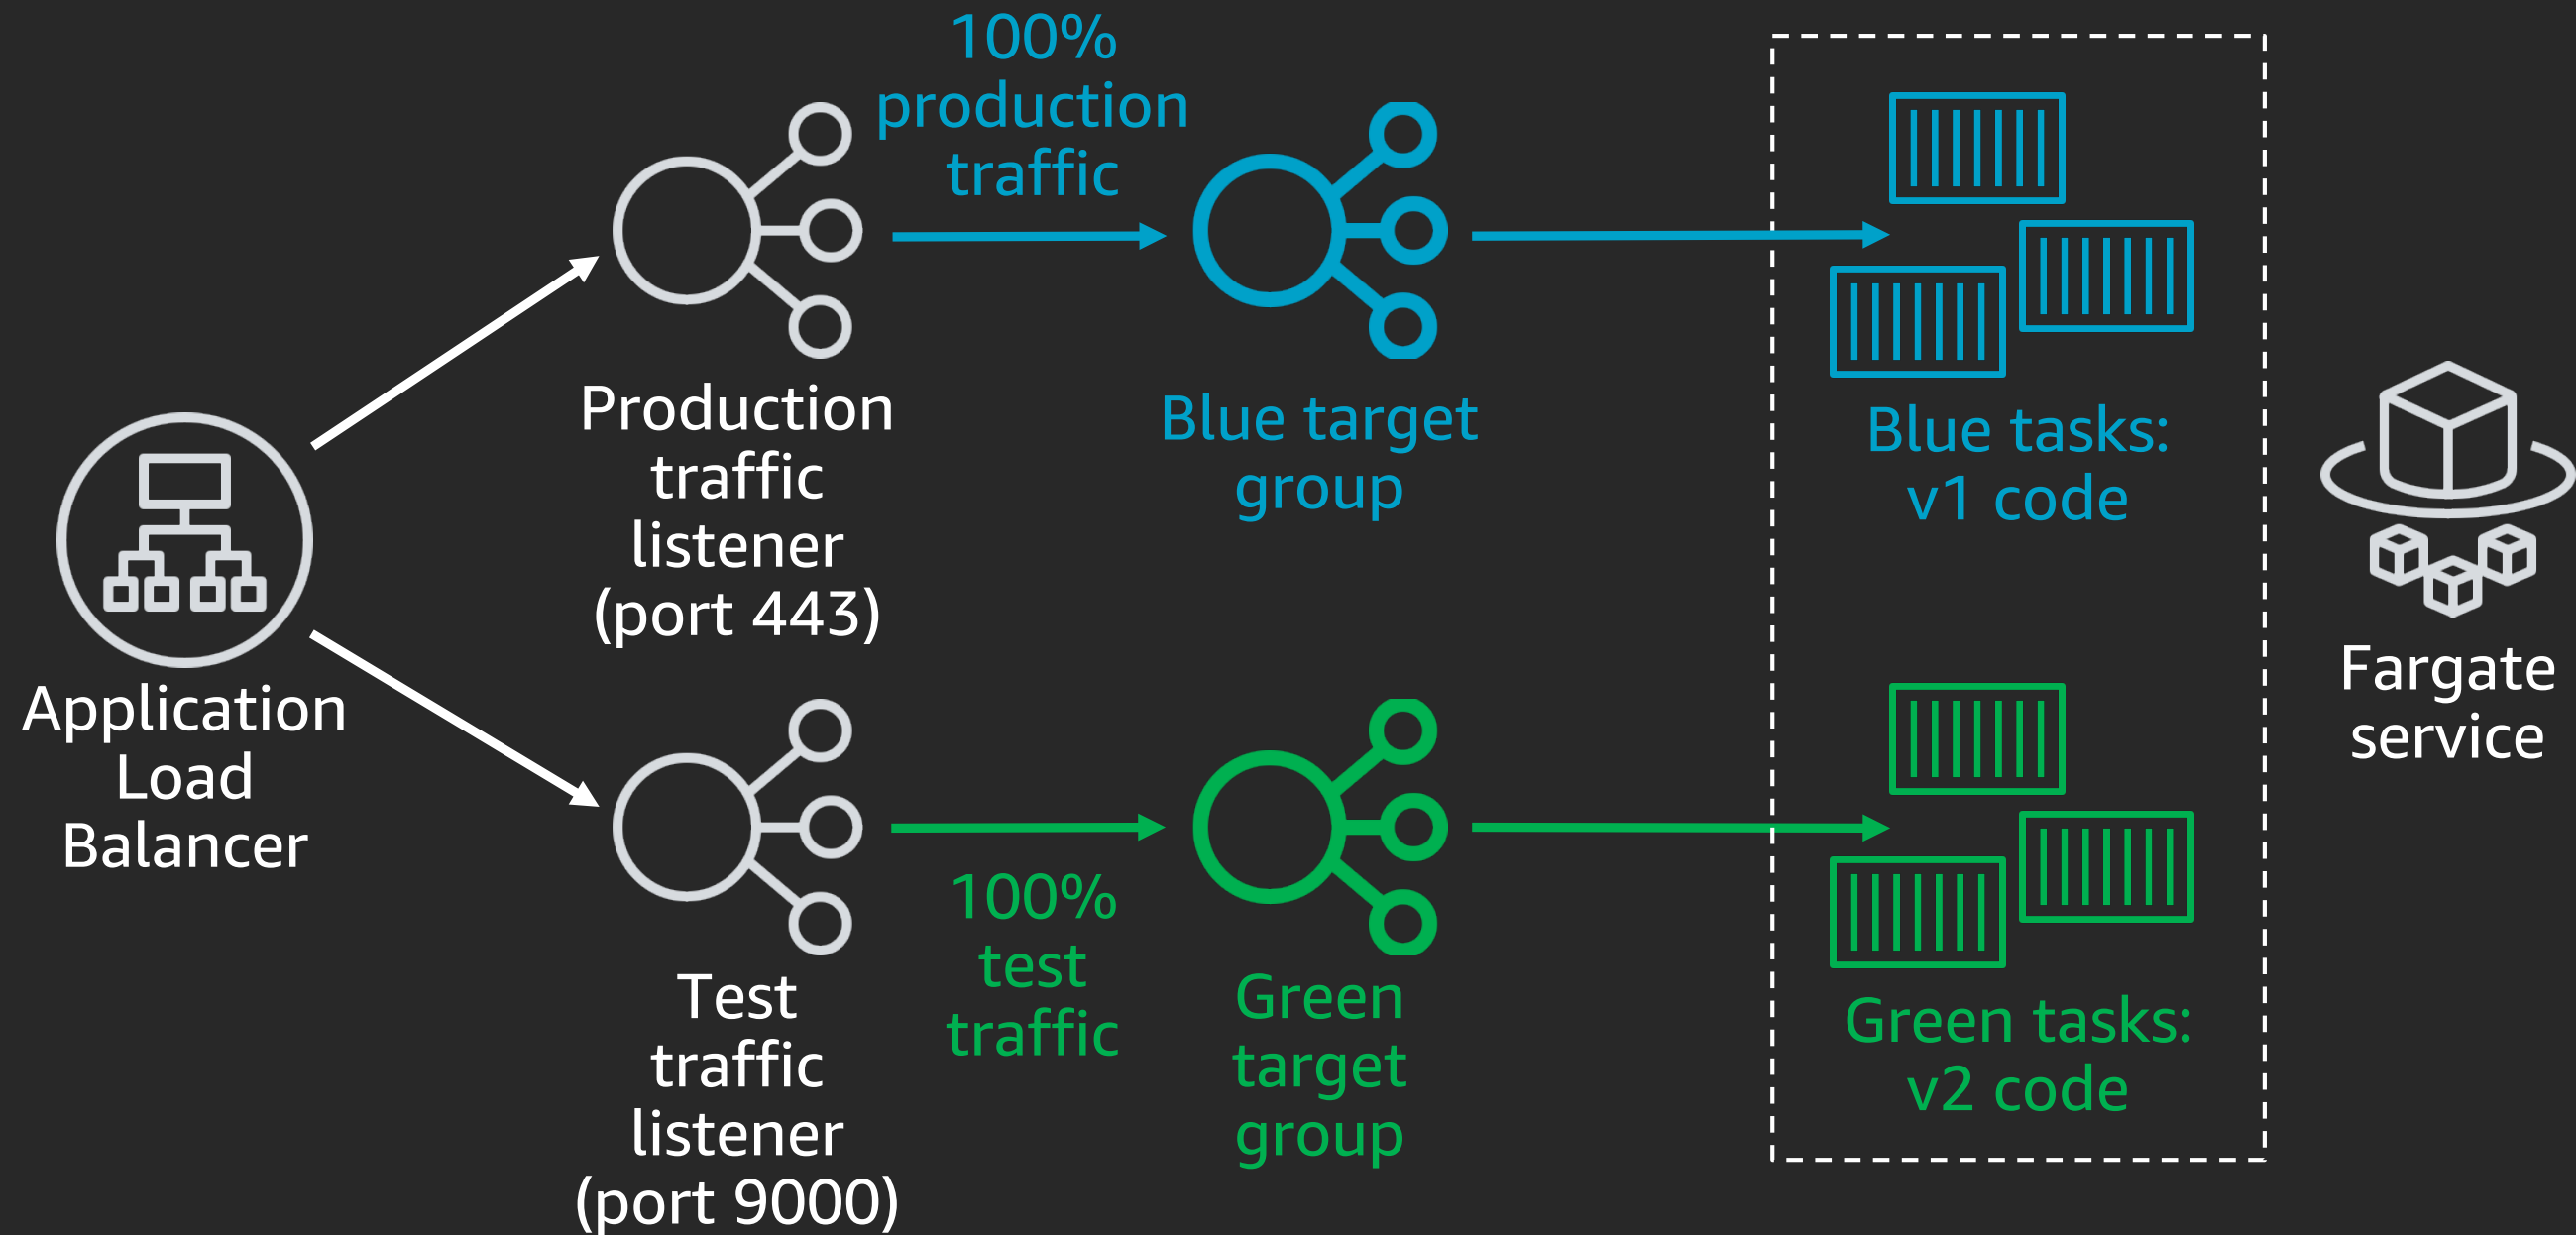 100%
production
traffic
Production
traffic
listener
(port 443)
Blue target
group
Blue tasks:
v1 code
Application
Load
Balancer
Fargate
service
100%
test
traffic
Test
traffic
listener
(port 9000)
Green
target
group
Green tasks:
v2 code